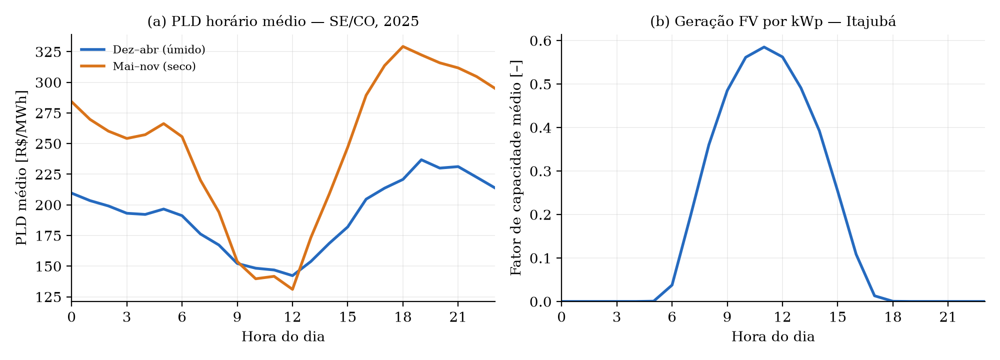 (a) PLD horário médio — SE/CO, 2025
Dez–abr (úmido)
Mai–nov (seco)
PLD médio [R$/MWh]
325
300
275
250
225
200
175
150
125
0 3 6 9 12 15 18 21
Hora do dia
(b) Geração FV por kWp — Itajubá
Fator de capacidade médio [–]
0.6
0.5
0.4
0.3
0.2
0.1
0.0
0 3 6 9 12 15 18 21
Hora do dia